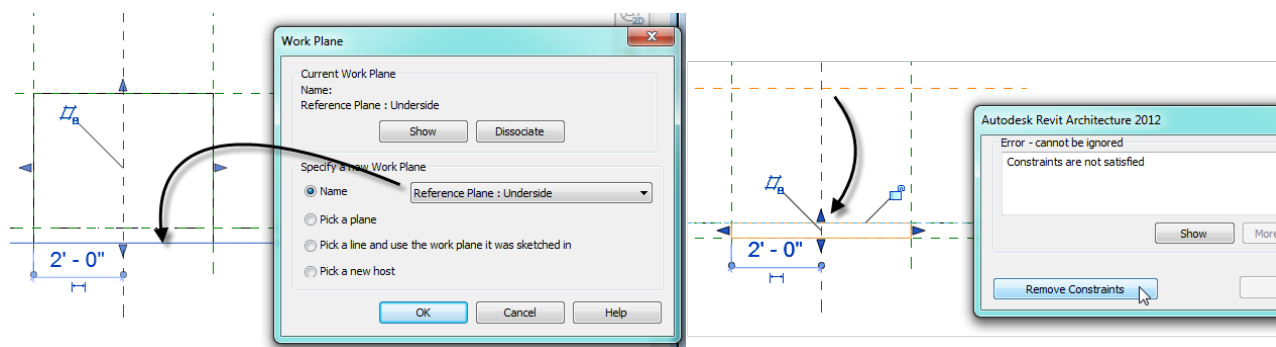 2D
Work Plane
Current Work Plane
Name:
Reference Plane : Underside
Show
Dissociate
Specify a new Work Plane
Name
Reference Plane : Underside
Pick a plane
Pick a line and use the work plane it was sketched in
Pick a new host
OK
Cancel
Help
2' - 0"
Autodesk Revit Architecture 2012
Error - cannot be ignored
Constraints are not satisfied
Show
More
Remove Constraints
2' - 0"